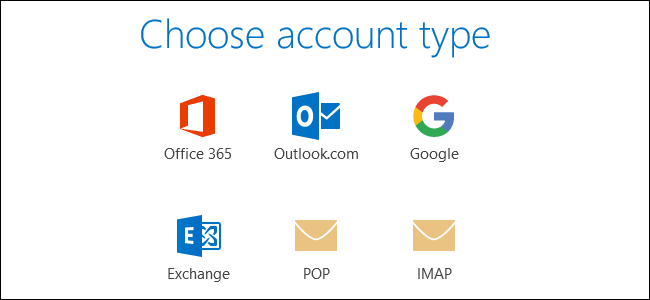 Choose account type
Office 365
Outlook.com
Google
Exchange
POP
IMAP